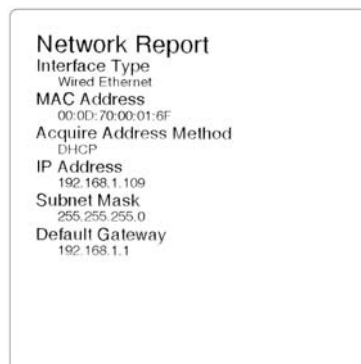 Network Report
Interface Type
Wired Ethernet
MAC Address
00:0D:70:00:01:6F
Acquire Address Method
DHCP
IP Address
192.168.1.109
Subnet Mask
255.255.255.0
Default Gateway
192.168.1.1